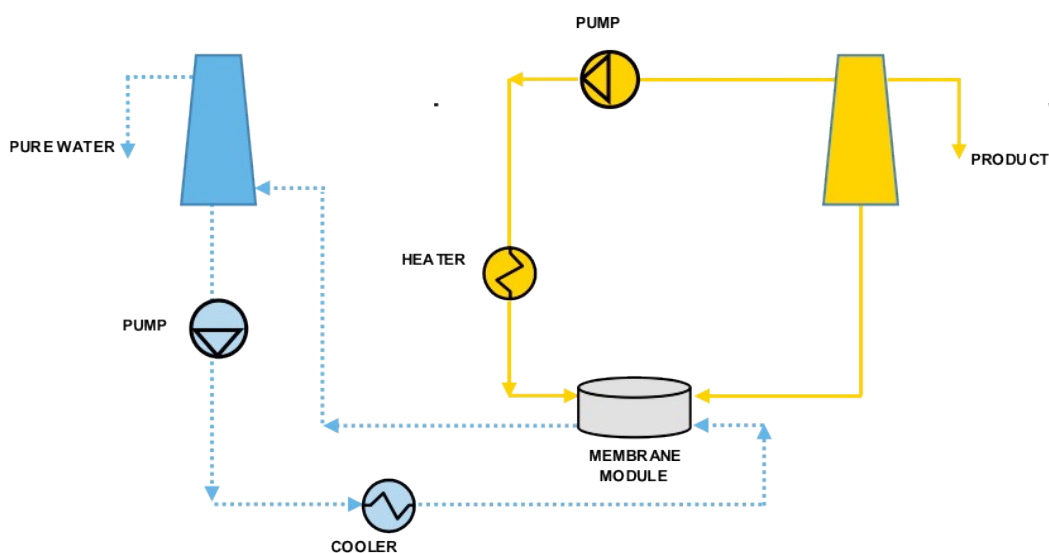 PUMP
PURE WATER
PRODUCT
HEATER
PUMP
MEMBRANE
MODULE
COOLER